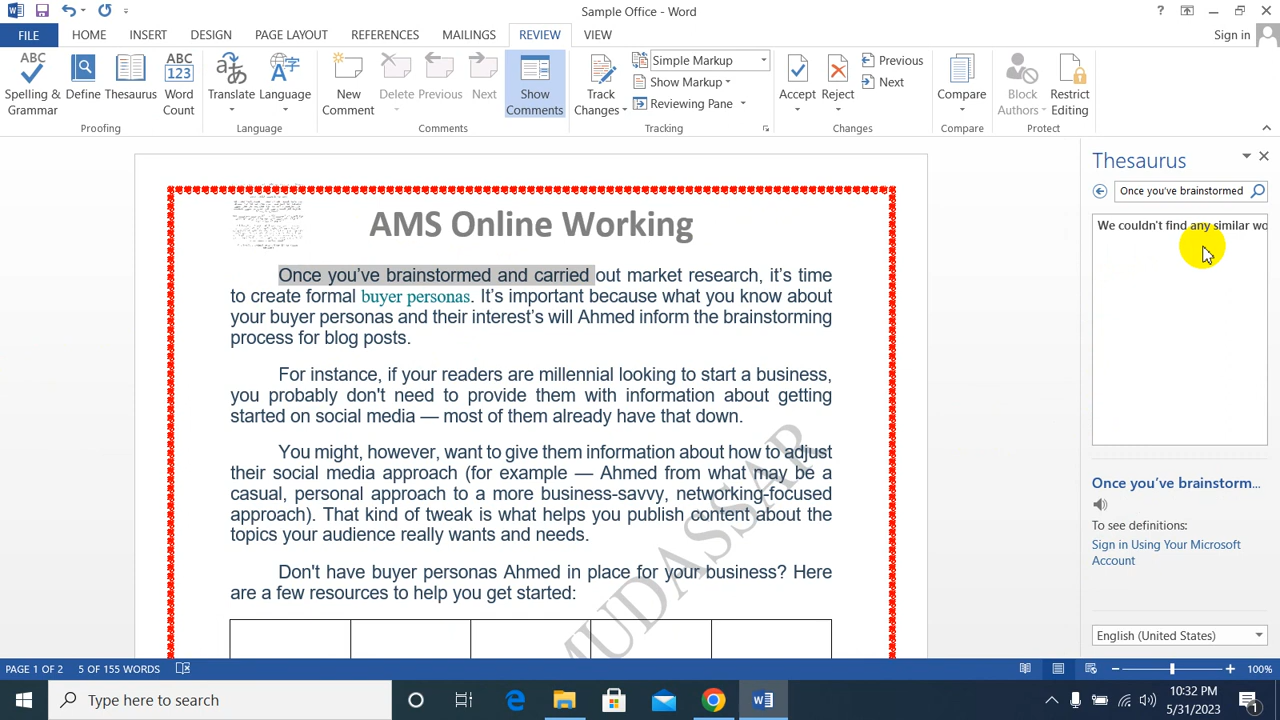 Sample Office - Word
FILE HOME INSERT DESIGN PAGE LAYOUT REFERENCES MAILINGS REVIEW VIEW
Sign in
ABC
Spelling & Grammar
Define
Thesaurus
ABC 123
Word Count
Proofing
Translate
Language
Language
New Comment
Delete
Previous
Next
Show Comments
Comments
Track Changes
Simple Markup
Show Markup
Reviewing Pane
Tracking
Accept
Reject
Previous
Next
Changes
Compare
Compare
Block Authors
Restrict Editing
Protect
AMS Online Working
Once you've brainstormed and carried out market research, it's time
to create formal buyer personas. It's important because what you know about
your buyer personas and their interest's will Ahmed inform the brainstorming
process for blog posts.
For instance, if your readers are millennial looking to start a business,
you probably don't need to provide them with information about getting
started on social media — most of them already have that down.
You might, however, want to give them information about how to adjust
their social media approach (for example — Ahmed from what may be a
casual, personal approach to a more business-savvy, networking-focused
approach). That kind of tweak is what helps you publish content about the
topics your audience really wants and needs.
Don't have buyer personas Ahmed in place for your business? Here
are a few resources to help you get started:
MUDASSAR
Thesaurus
Once you've brainstormed
We couldn't find any similar wo
Once you've brainstorm...
To see definitions:
Sign in Using Your Microsoft
Account
English (United States)
PAGE 1 OF 2 5 OF 155 WORDS
100%
Type here to search
10:32 PM
5/31/2023
1